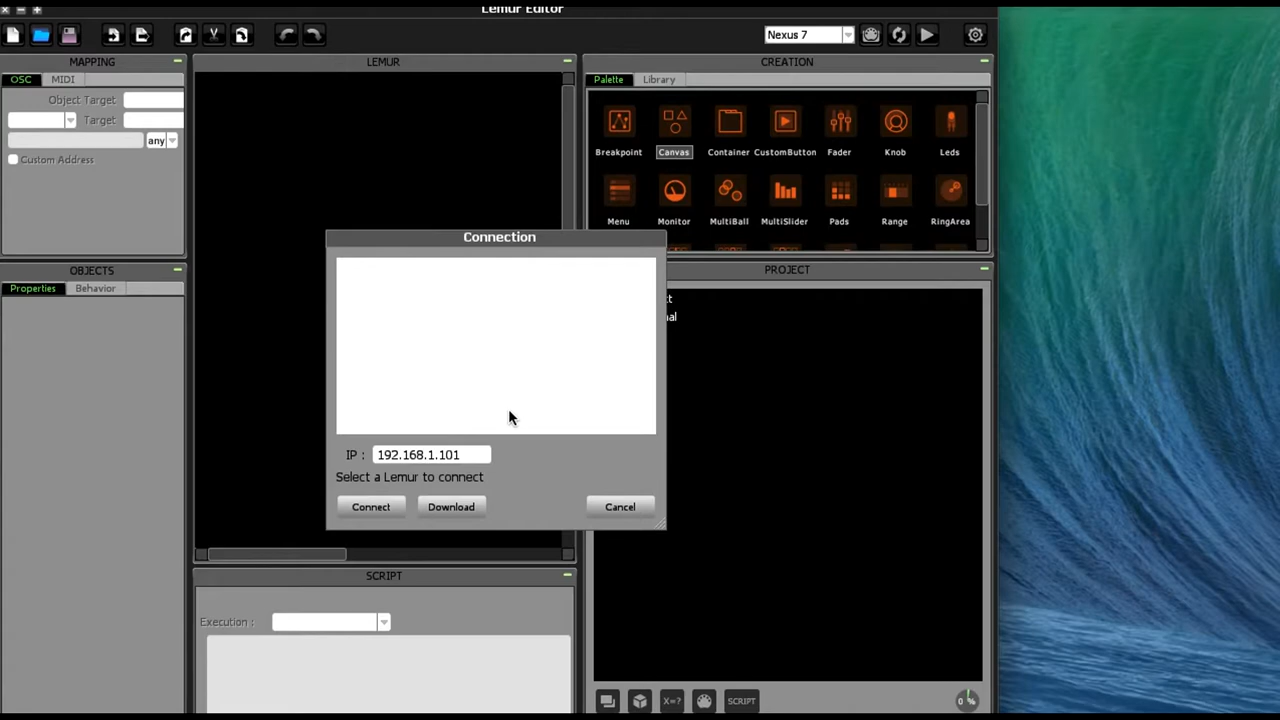 Lemur Editor
Nexus 7
MAPPING
OSC MIDI
Object Target
Target
any
Custom Address
LEMUR
CREATION
Palette Library
Breakpoint Canvas Container CustomButton Fader Knob Leds
Menu Monitor MultiBall MultiSlider Pads Range RingArea
OBJECTS
Properties Behavior
Connection
IP : 192.168.1.101
Select a Lemur to connect
Connect Download Cancel
PROJECT
SCRIPT
Execution :
X=? SCRIPT 0 %